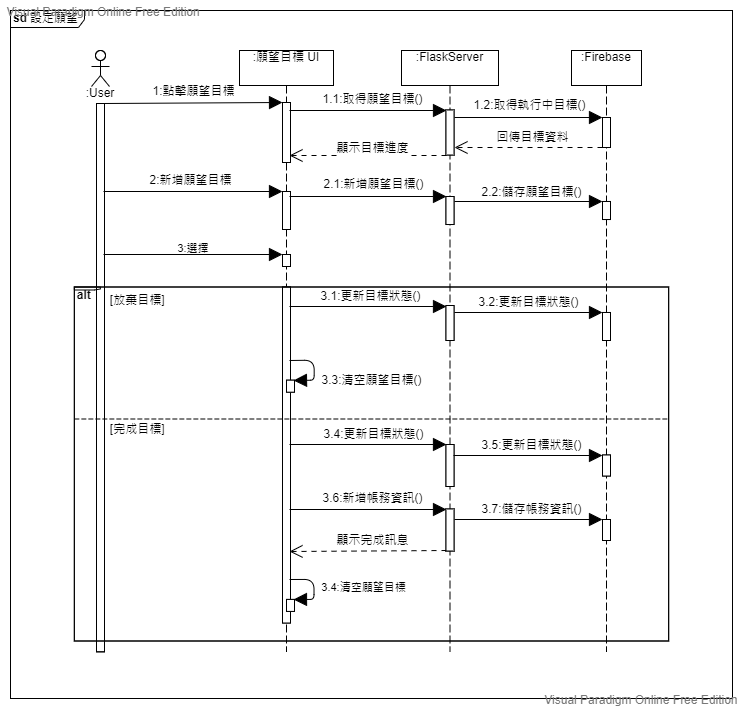 Visual Paradigm Online Free Edition
sd 設定願望
:User
:願望目標 UI
:FlaskServer
:Firebase
1:點擊願望目標
1.1:取得願望目標()
1.2:取得執行中目標()
回傳目標資料
顯示目標進度
2:新增願望目標
2.1:新增願望目標()
2.2:儲存願望目標()
3:選擇
alt
[放棄目標]
3.1:更新目標狀態()
3.2:更新目標狀態()
3.3:清空願望目標()
[完成目標]
3.4:更新目標狀態()
3.5:更新目標狀態()
3.6:新增帳務資訊()
3.7:儲存帳務資訊()
顯示完成訊息
3.4:清空願望目標
Visual Paradigm Online Free Edition